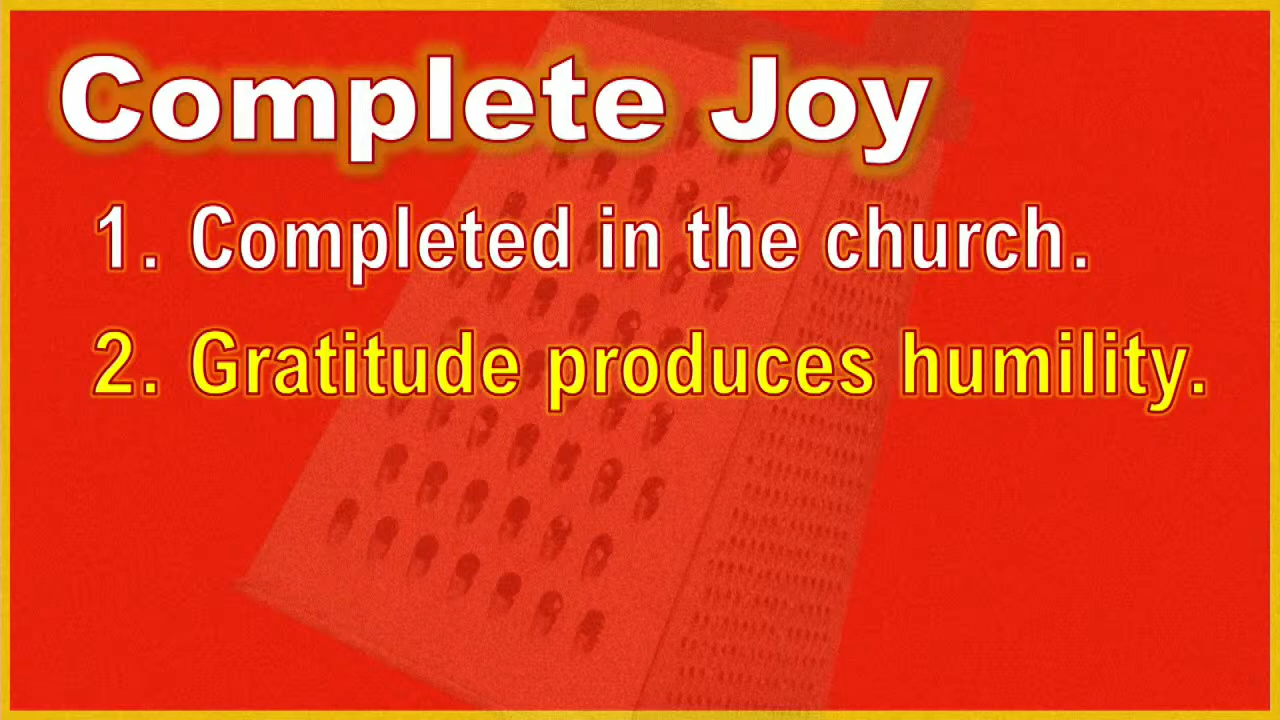 Complete Joy
1. Completed in the church.
2. Gratitude produces humility.